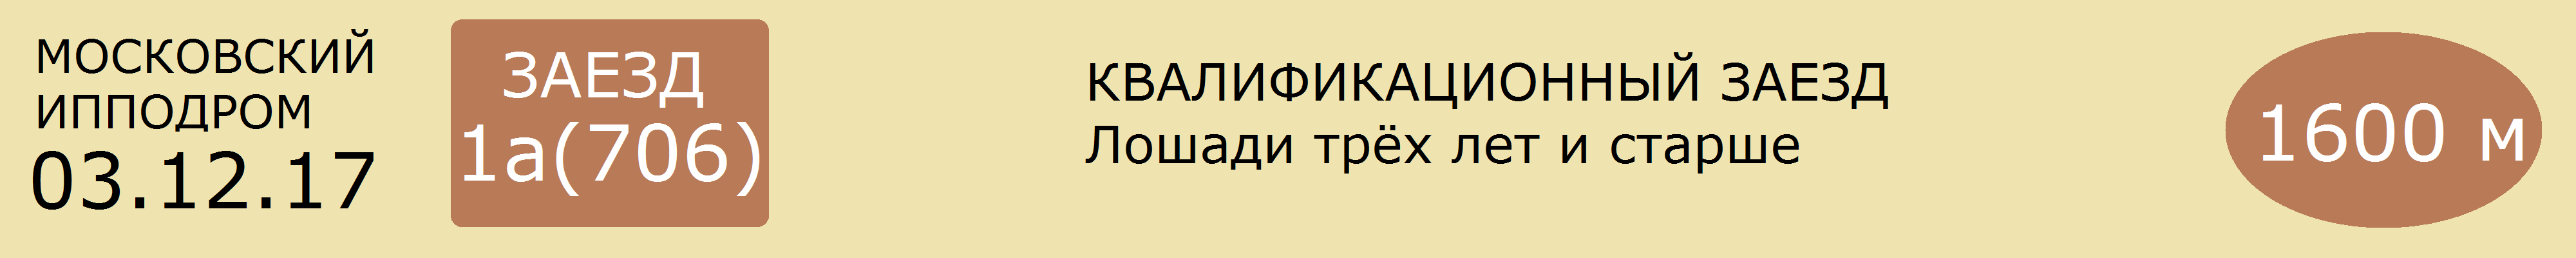 МОСКОВСКИЙ
ИППОДРОМ
03.12.17
ЗАЕЗД
1а(706)
КВАЛИФИКАЦИОННЫЙ ЗАЕЗД
Лошади трёх лет и старше
1600 м